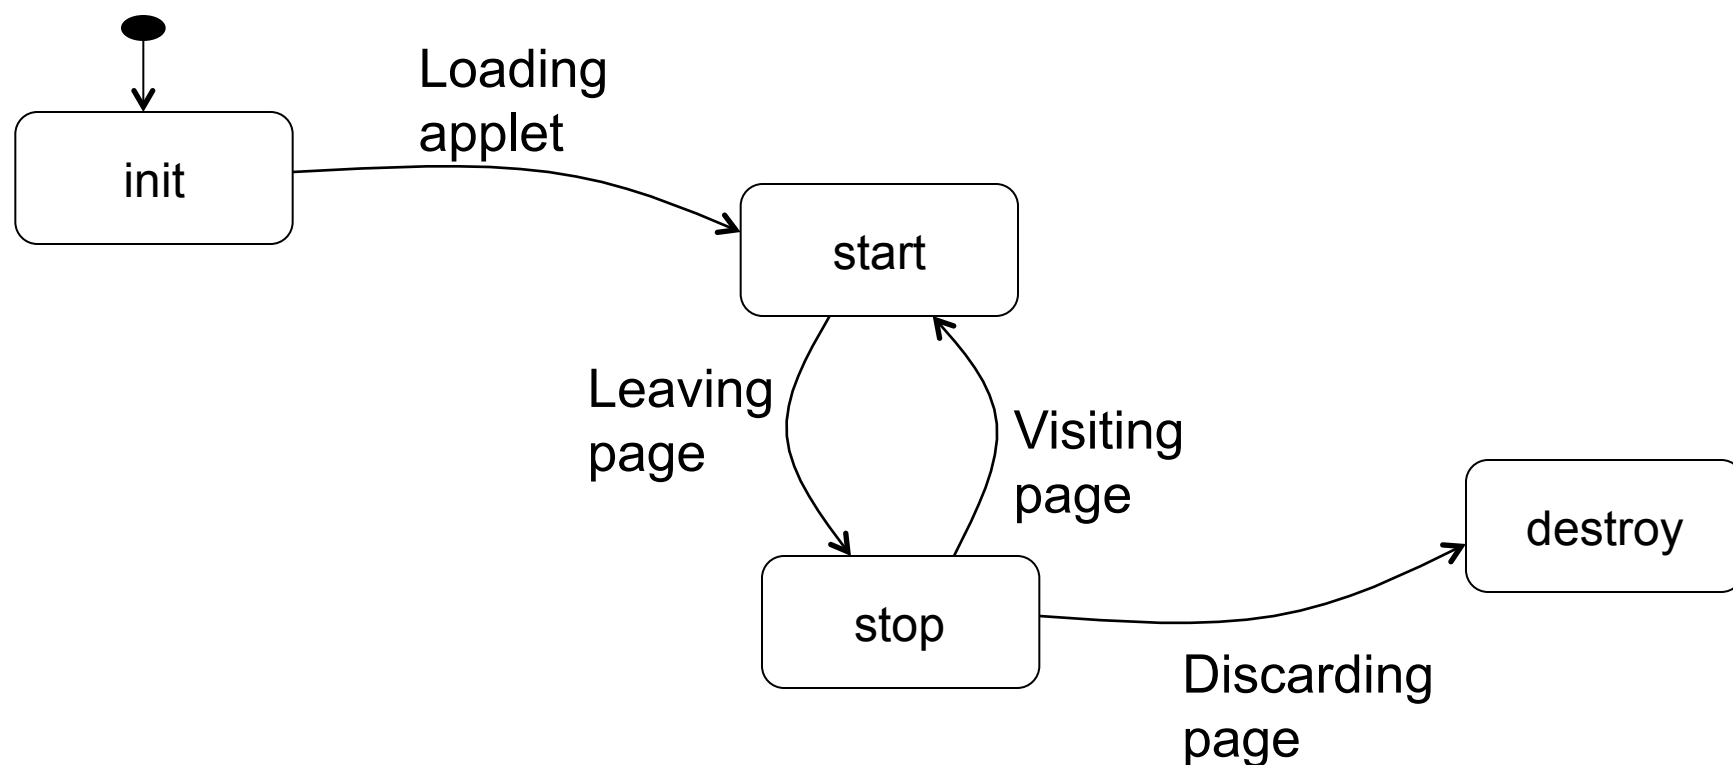 Loading
applet
init
start
Leaving
page
Visiting
page
destroy
stop
Discarding
page